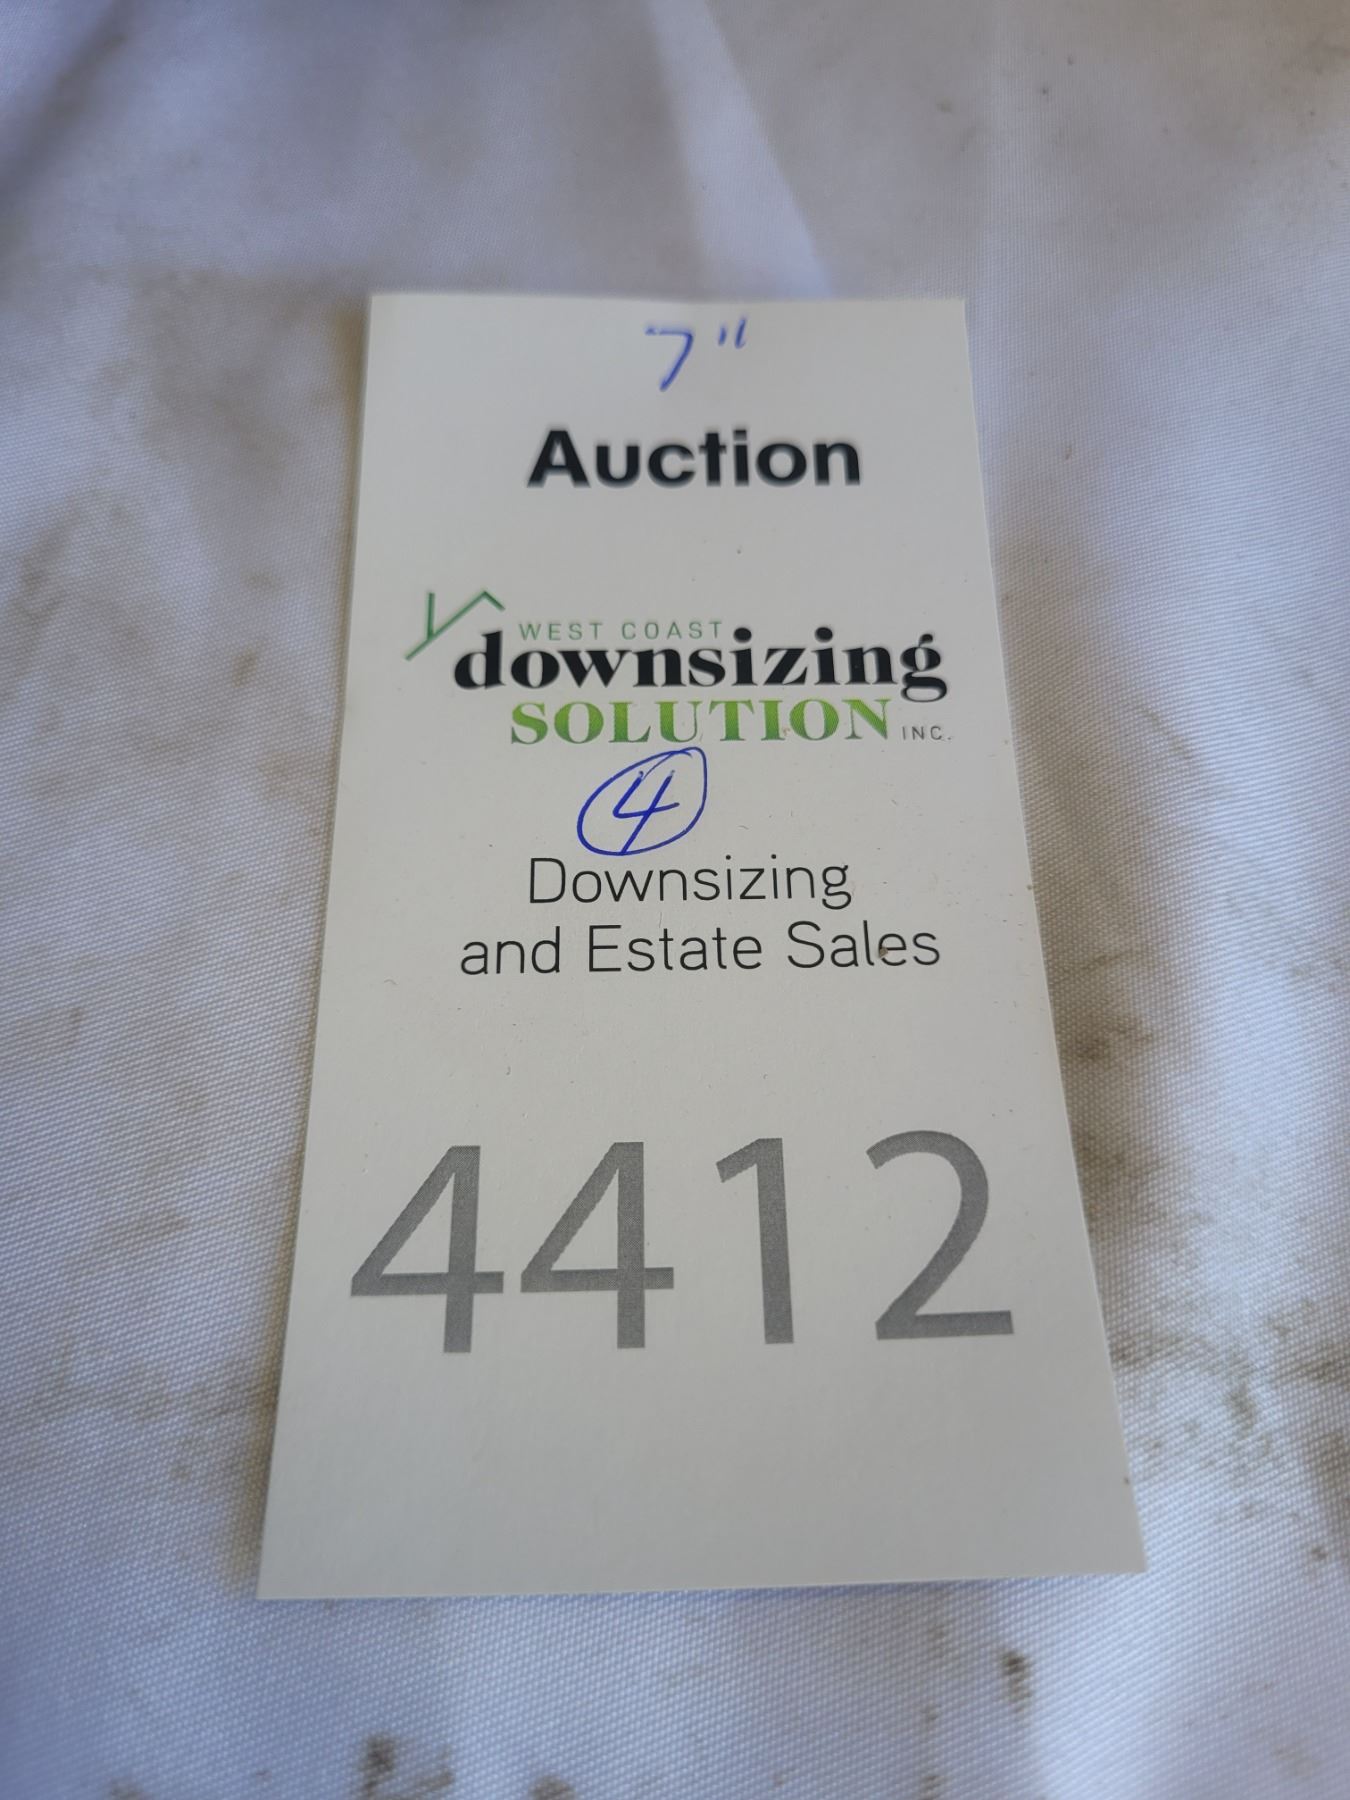 7"
Auction
WEST COAST
downsizing
SOLUTION INC.
4
Downsizing
and Estate Sales
4412